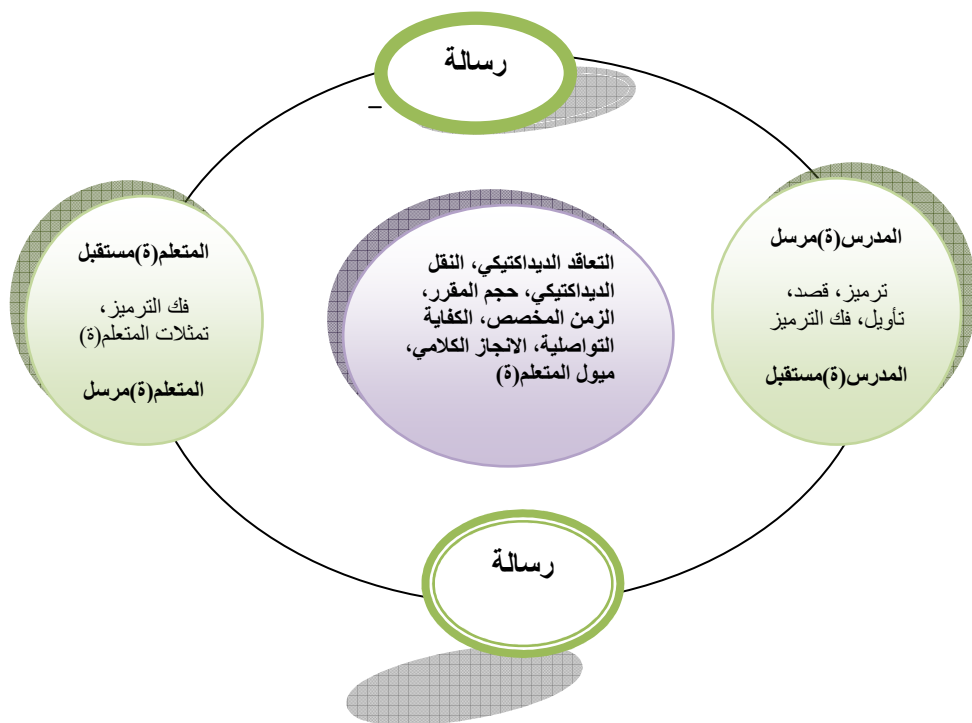 رسالة
المدرس(ة)مرسل
ترميز، قصد،
تأويل، فك الترميز
المدرس(ة)مستقبل
التعاقد الديداكتيكي، النقل
الديداكتيكي، حجم المقرر،
الزمن المخصص، الكفاية
التواصلية، الانجاز الكلامي،
ميول المتعلم(ة)
المتعلم(ة)مستقبل
فك الترميز،
تمثلات المتعلم(ة)
المتعلم(ة)مرسل
رسالة